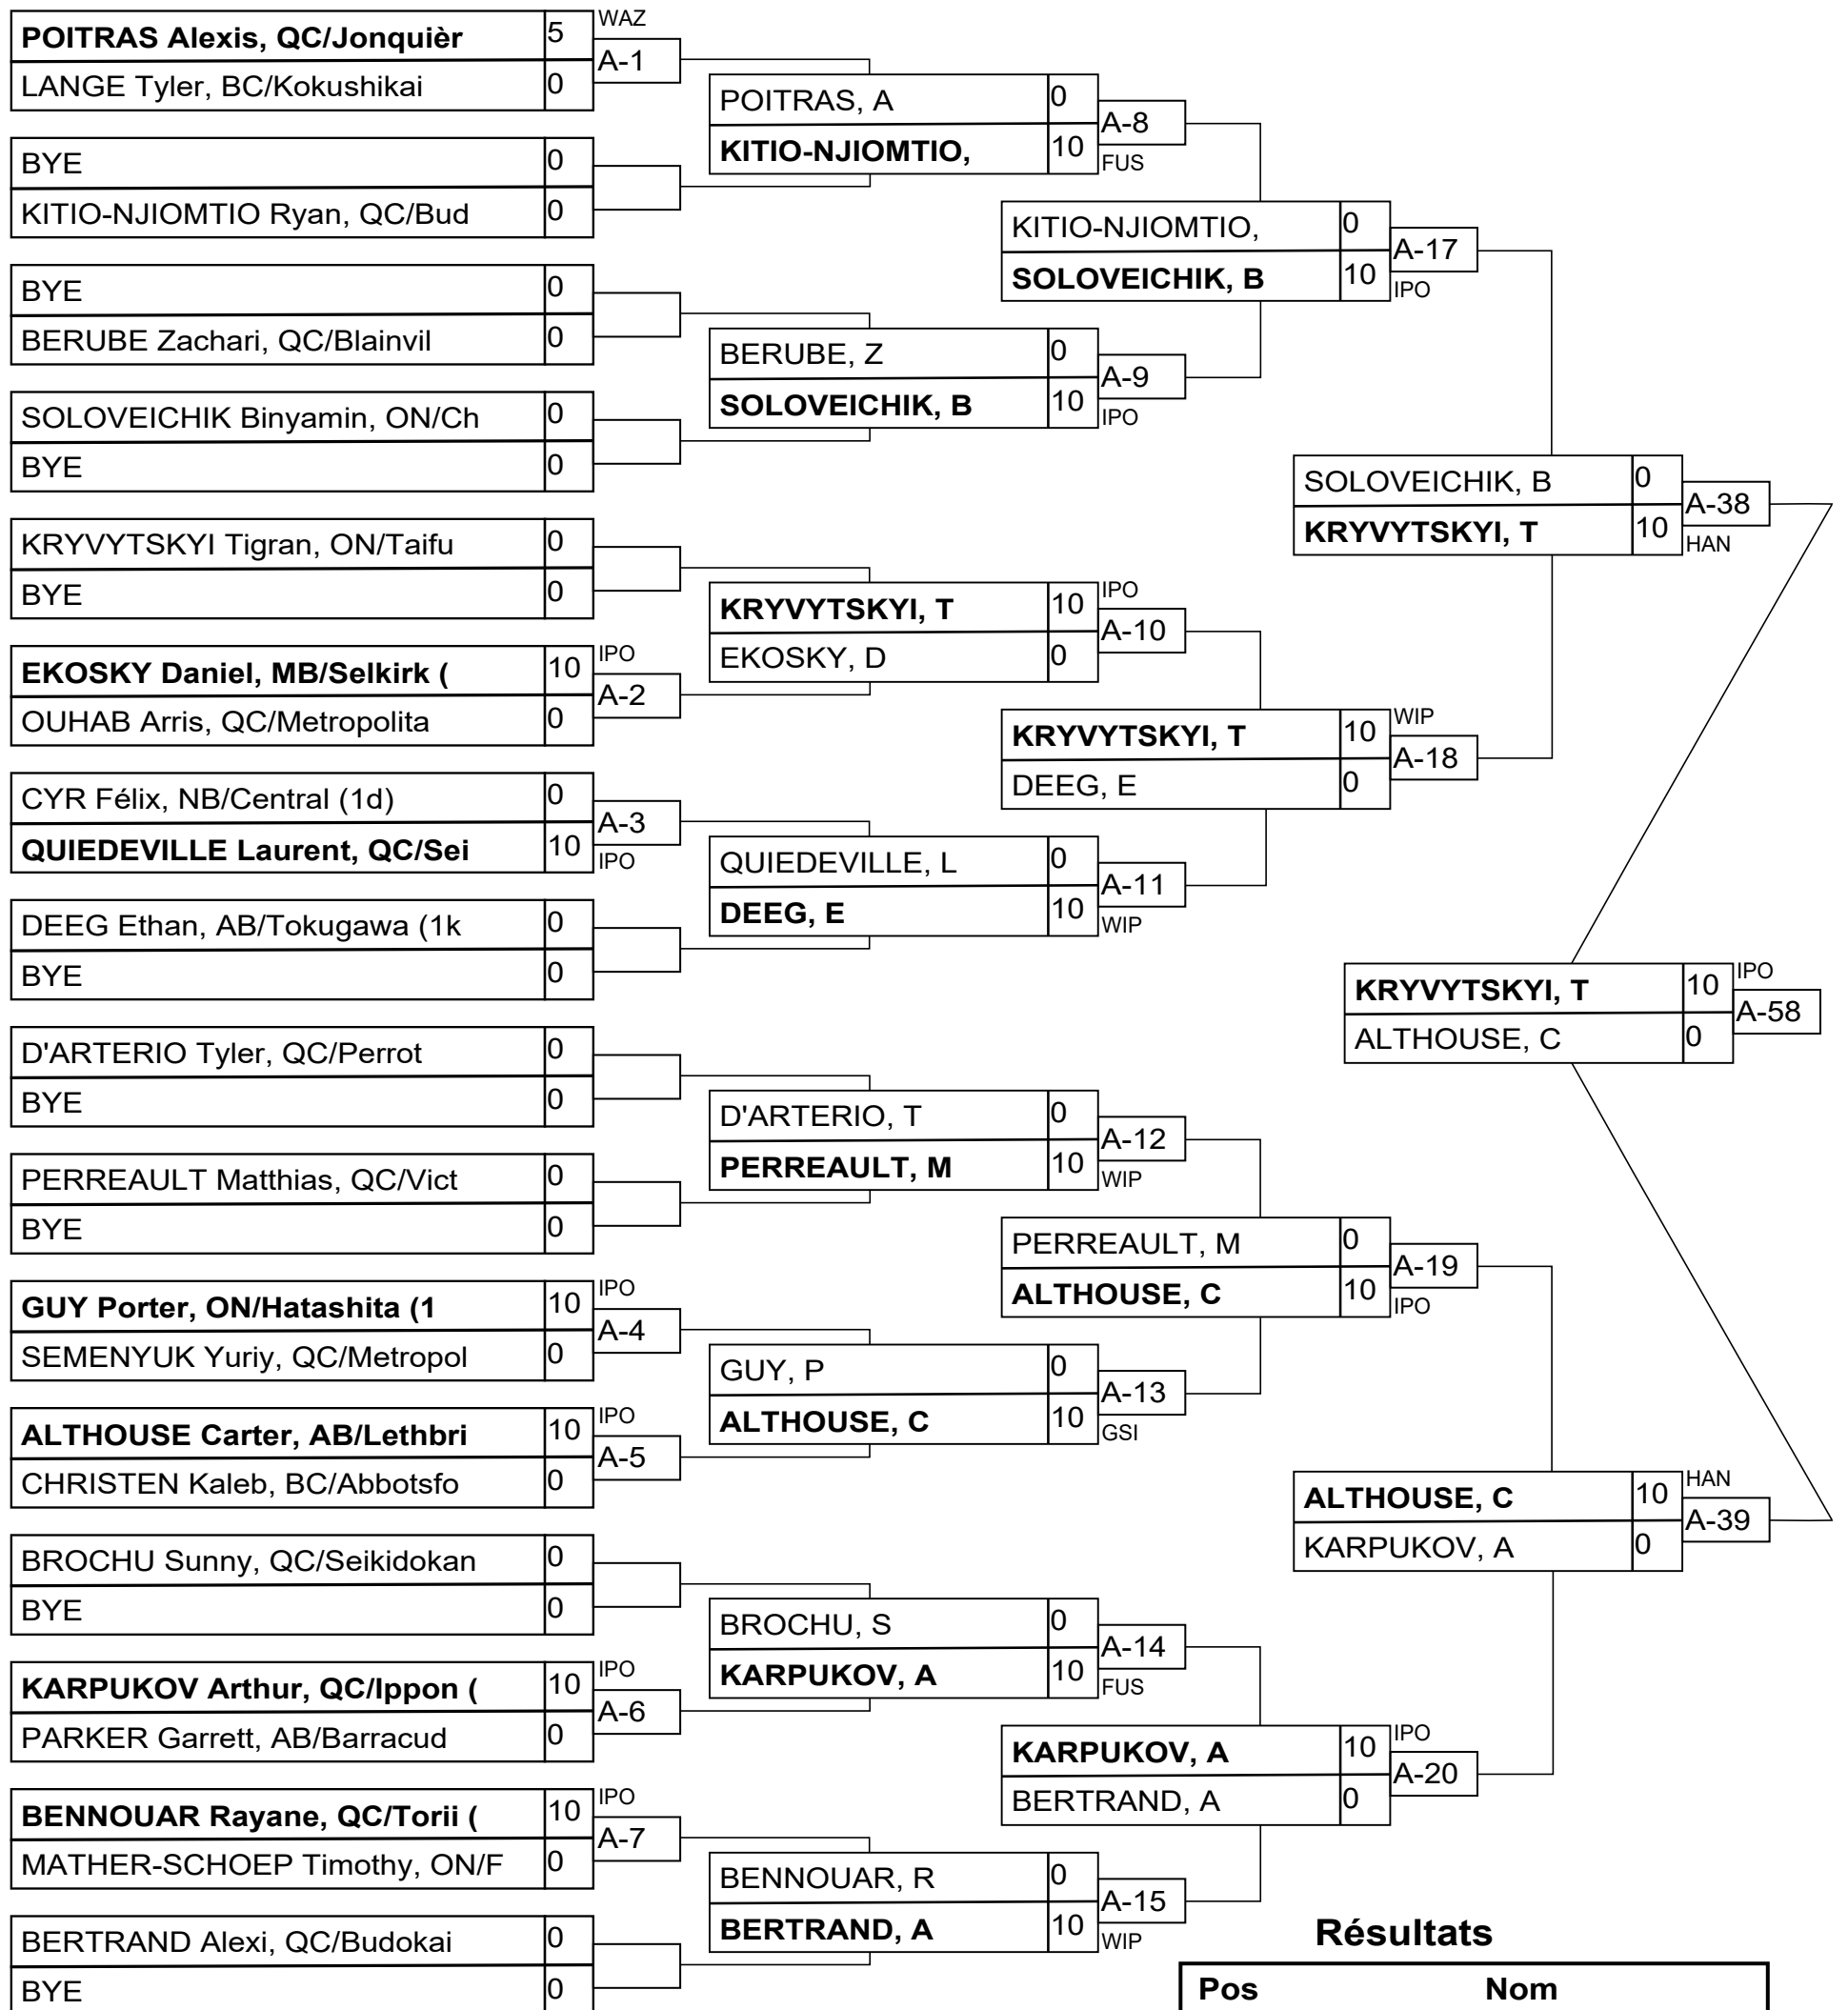 POITRAS Alexis, QC/Jonquièr 5 WAZ
LANGE Tyler, BC/Kokushikai 0
A-1
BYE 0
KITIO-NJIOMTIO Ryan, QC/Bud 0
BYE 0
BERUBE Zachari, QC/Blainvil 0
SOLOVEICHIK Binyamin, ON/Ch 0
BYE 0
KRYVYTSKYI Tigran, ON/Taifu 0
BYE 0
EKOSKY Daniel, MB/Selkirk ( 10 IPO
OUHAB Arris, QC/Metropolita 0
A-2
CYR Félix, NB/Central (1d) 0
QUIEDEVILLE Laurent, QC/Sei 10 IPO
A-3
DEEG Ethan, AB/Tokugawa (1k 0
BYE 0
D'ARTERIO Tyler, QC/Perrot 0
BYE 0
PERREAULT Matthias, QC/Vict 0
BYE 0
GUY Porter, ON/Hatashita (1 10 IPO
SEMENYUK Yuriy, QC/Metropol 0
A-4
ALTHOUSE Carter, AB/Lethbri 10 IPO
CHRISTEN Kaleb, BC/Abbotsfo 0
A-5
BROCHU Sunny, QC/Seikidokan 0
BYE 0
KARPUKOV Arthur, QC/Ippon ( 10 IPO
PARKER Garrett, AB/Barracud 0
A-6
BENNOUAR Rayane, QC/Torii ( 10 IPO
MATHER-SCHOEP Timothy, ON/F 0
A-7
BERTRAND Alexi, QC/Budokai 0
BYE 0
POITRAS, A 0
KITIO-NJIOMTIO, 10 FUS
A-8
BERUBE, Z 0
SOLOVEICHIK, B 10 IPO
A-9
KRYVYTSKYI, T 10 IPO
EKOSKY, D 0
A-10
QUIEDEVILLE, L 0
DEEG, E 10 WIP
A-11
D'ARTERIO, T 0
PERREAULT, M 10 WIP
A-12
GUY, P 0
ALTHOUSE, C 10 GSI
A-13
BROCHU, S 0
KARPUKOV, A 10 FUS
A-14
BENNOUAR, R 0
BERTRAND, A 10 WIP
A-15
KITIO-NJIOMTIO, 0
SOLOVEICHIK, B 10 IPO
A-17
KRYVYTSKYI, T 10 WIP
DEEG, E 0
A-18
PERREAULT, M 0
ALTHOUSE, C 10 IPO
A-19
KARPUKOV, A 10 IPO
BERTRAND, A 0
A-20
SOLOVEICHIK, B 0
KRYVYTSKYI, T 10 HAN
A-38
ALTHOUSE, C 10 HAN
KARPUKOV, A 0
A-39
KRYVYTSKYI, T 10 IPO
ALTHOUSE, C 0
A-58
Résultats
Pos Nom